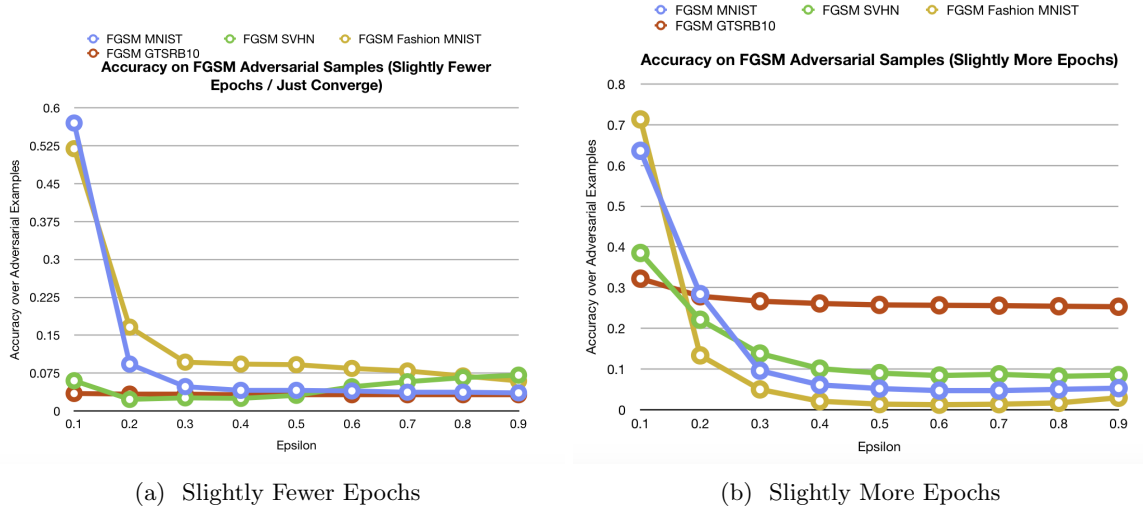 FGSM MNIST FGSM SVHN FGSM Fashion MNIST
FGSM GTSRB10
Accuracy on FGSM Adversarial Samples (Slightly Fewer
Epochs / Just Converge)
0.6
0.525
0.45
0.375
0.3
0.225
0.15
0.075
0
Accuracy over Adversarial Examples
0.1 0.2 0.3 0.4 0.5 0.6 0.7 0.8 0.9
Epsilon
(a) Slightly Fewer Epochs
FGSM MNIST FGSM SVHN FGSM Fashion MNIST
FGSM GTSRB10
Accuracy on FGSM Adversarial Samples (Slightly More Epochs)
0.8
0.7
0.6
0.5
0.4
0.3
0.2
0.1
0
Accuracy over Adversarial Examples
0.1 0.2 0.3 0.4 0.5 0.6 0.7 0.8 0.9
Epsilon
(b) Slightly More Epochs